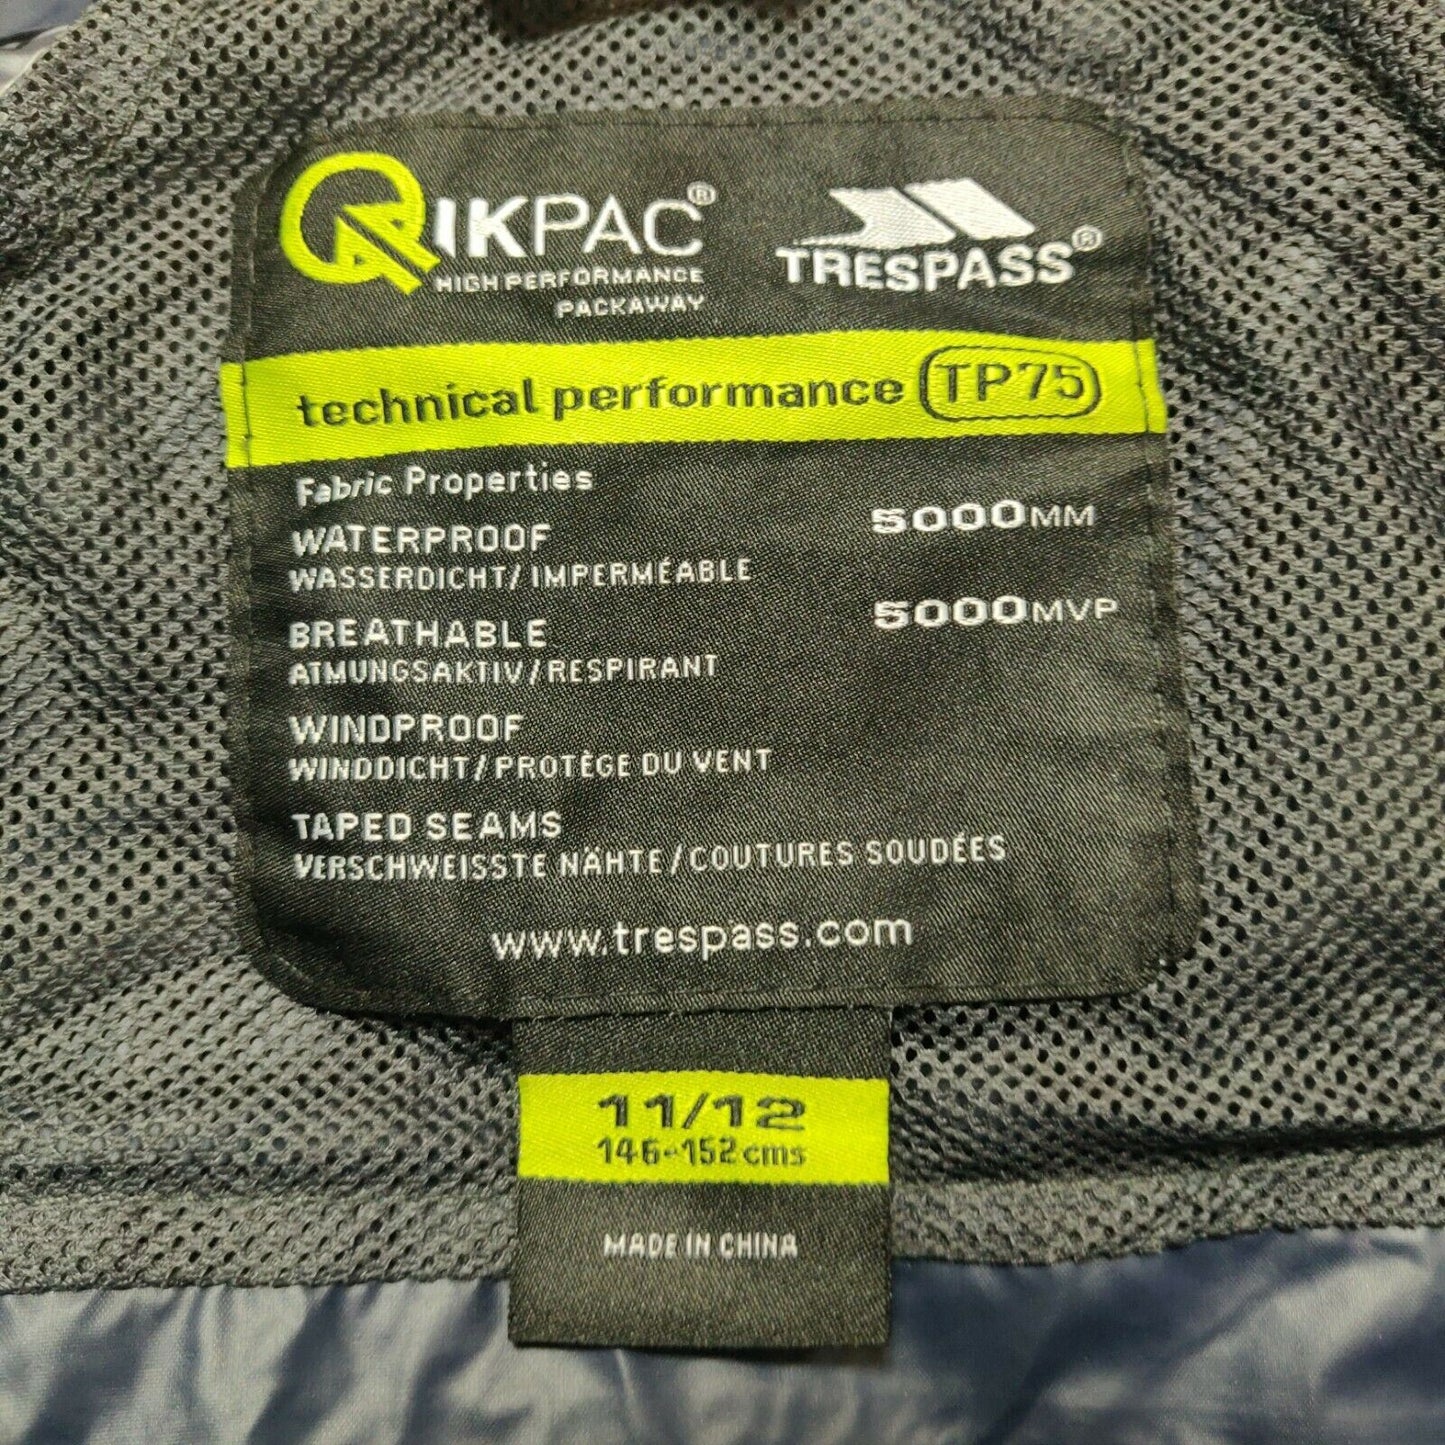 QIKPAC®
HIGH PERFORMANCE
PACKAWAY
TRESPASS®
technical performance TP75
Fabric Properties
WATERPROOF 5000MM
WASSERDICHT/IMPERMÉABLE
BREATHABLE 5000MVP
ATMUNGSAKTIV/RESPIRANT
WINDPROOF
WINDDICHT/PROTÈGE DU VENT
TAPED SEAMS
VERSCHWEISSTE NÄHTE/COUTURES SOUDÉES
www.trespass.com
11/12
146-152cms
MADE IN CHINA